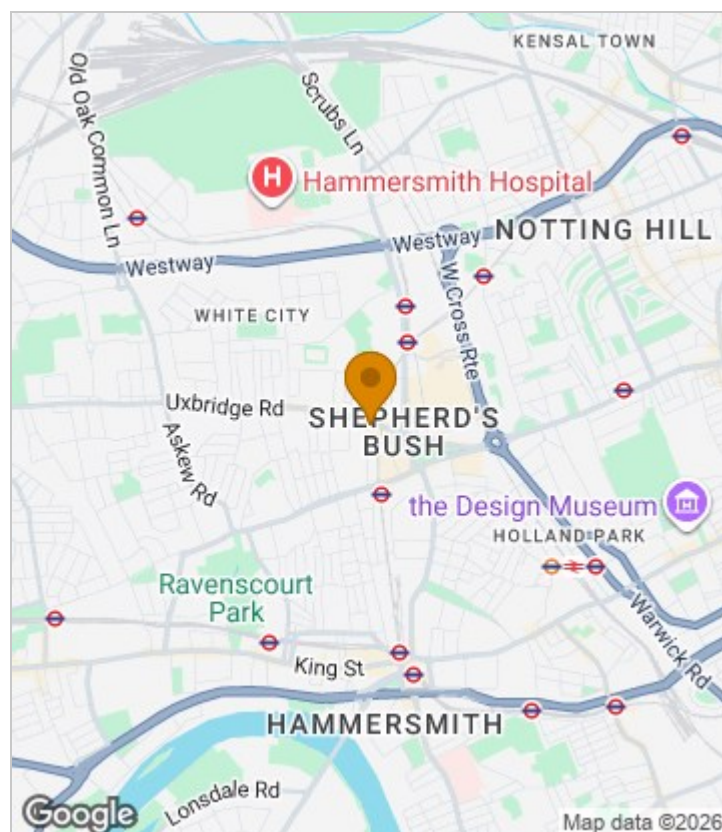 KENSAL TOWN
Old Oak Common Ln
Scrubs Ln
H
Hammersmith Hospital
Westway
NOTTING HILL
Westway
W Cross Rte
WHITE CITY
Uxbridge Rd
SHEPHERD'S
BUSH
Askew Rd
the Design Museum
HOLLAND PARK
Ravenscourt
Park
Warwick Rd
King St
HAMMERSMITH
Lonsdale Rd
Google
Map data ©2026